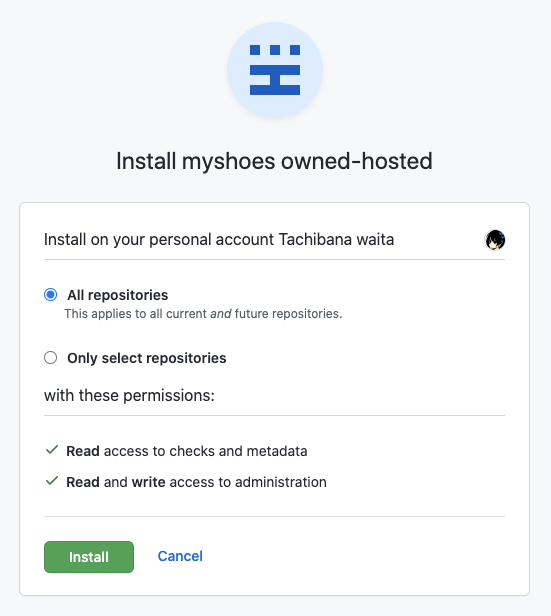 Install myshoes owned-hosted
Install on your personal account Tachibana waita
All repositories
This applies to all current and future repositories.
Only select repositories
with these permissions:
Read access to checks and metadata
Read and write access to administration
Install Cancel